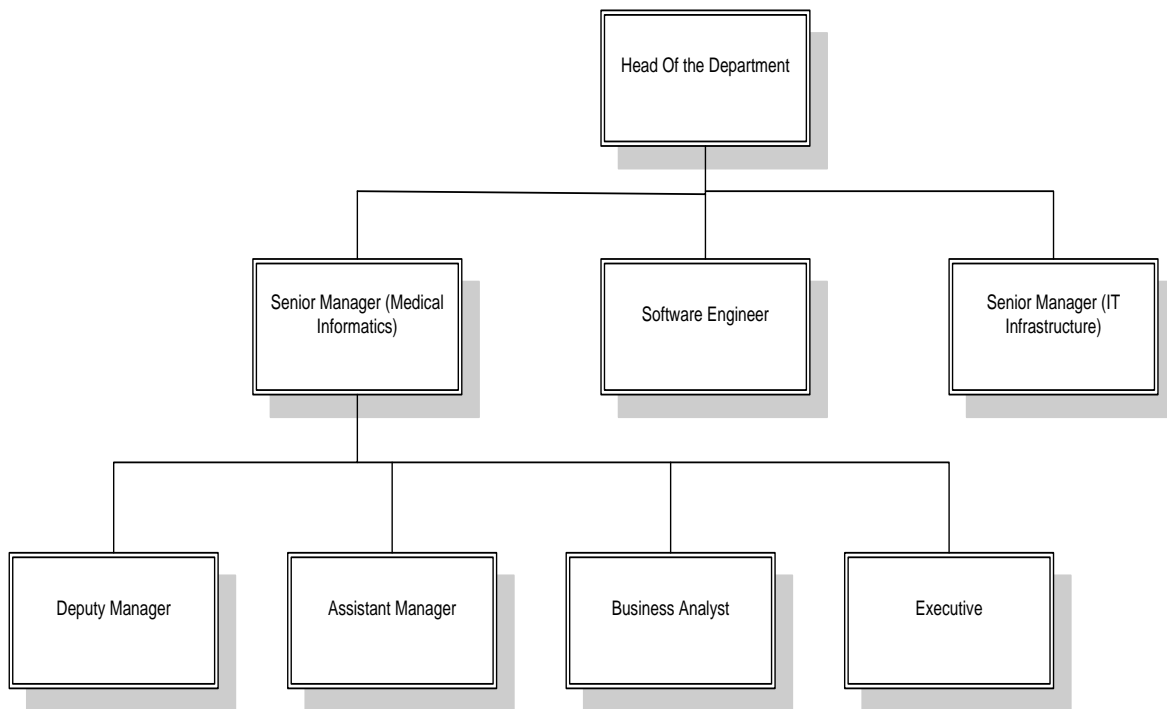 Head Of the Department
Senior Manager (Medical
Informatics)
Software Engineer
Senior Manager (IT
Infrastructure)
Deputy Manager
Assistant Manager
Business Analyst
Executive